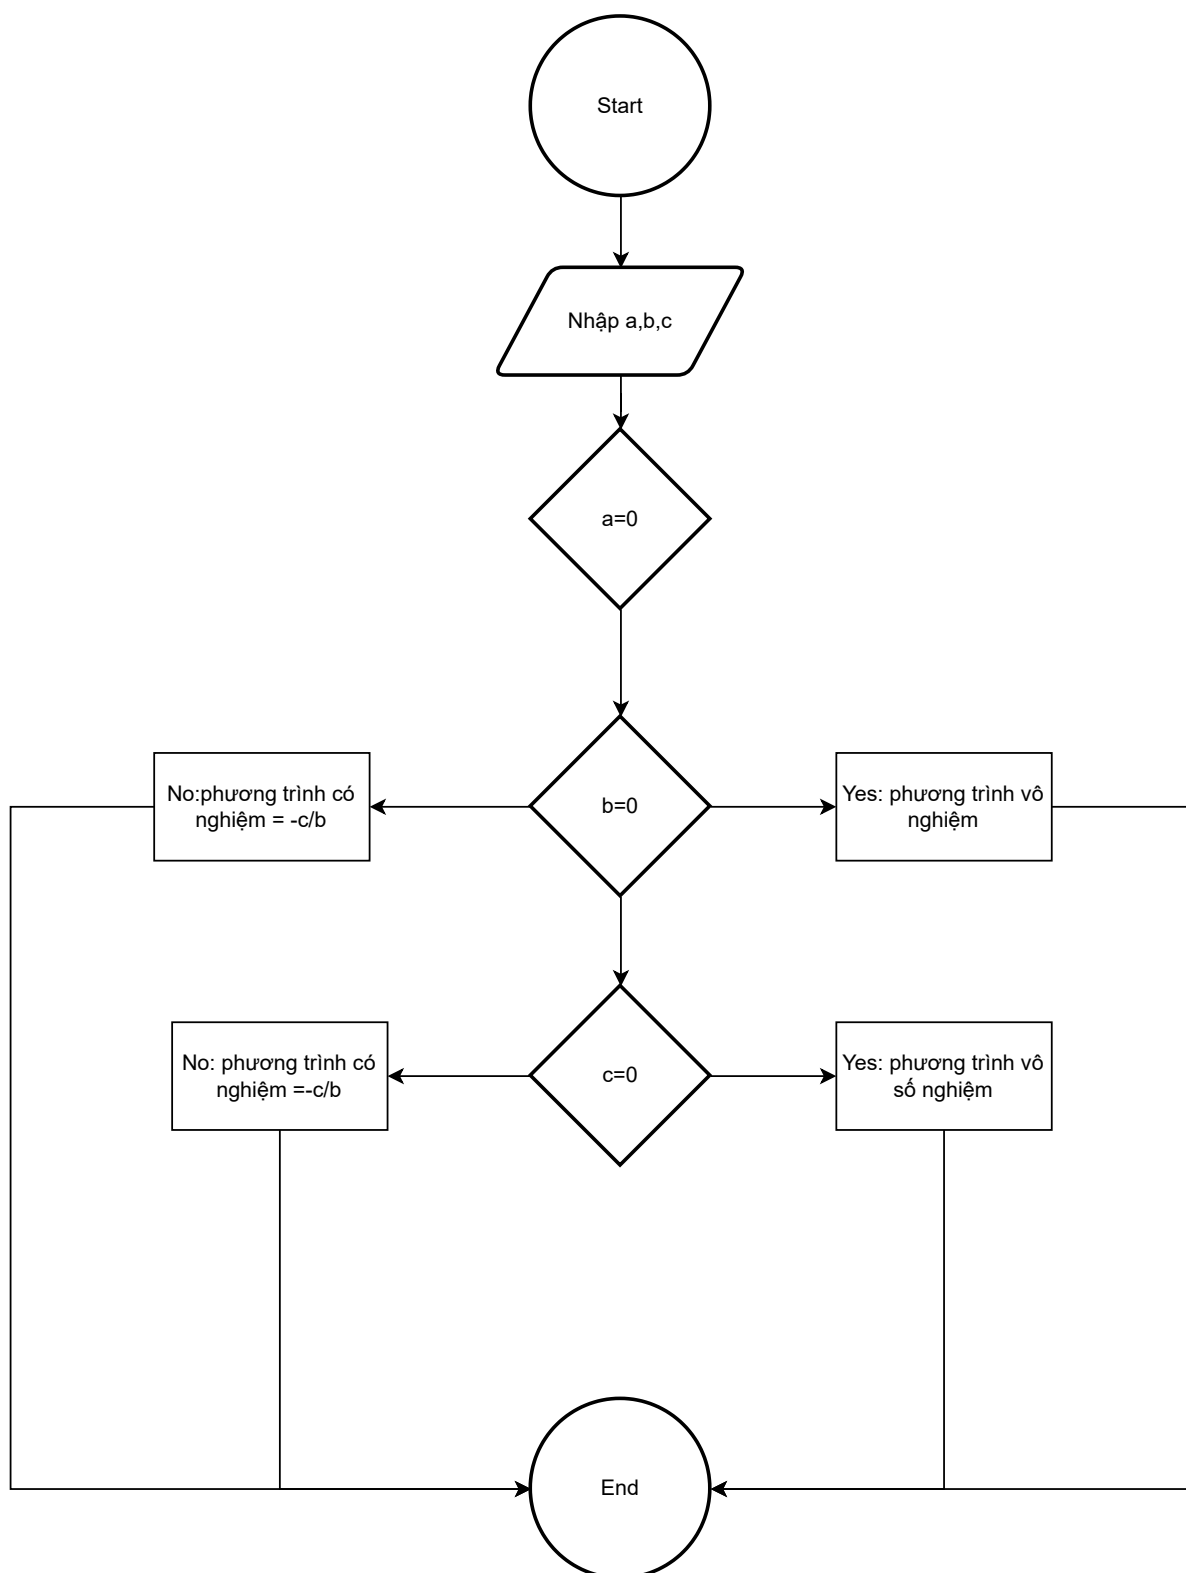 Start
Nhập a,b,c
a=0
No:phương trình có
nghiệm = -c/b
b=0
Yes: phương trình vô
nghiệm
No: phương trình có
nghiệm =-c/b
c=0
Yes: phương trình vô
số nghiệm
End